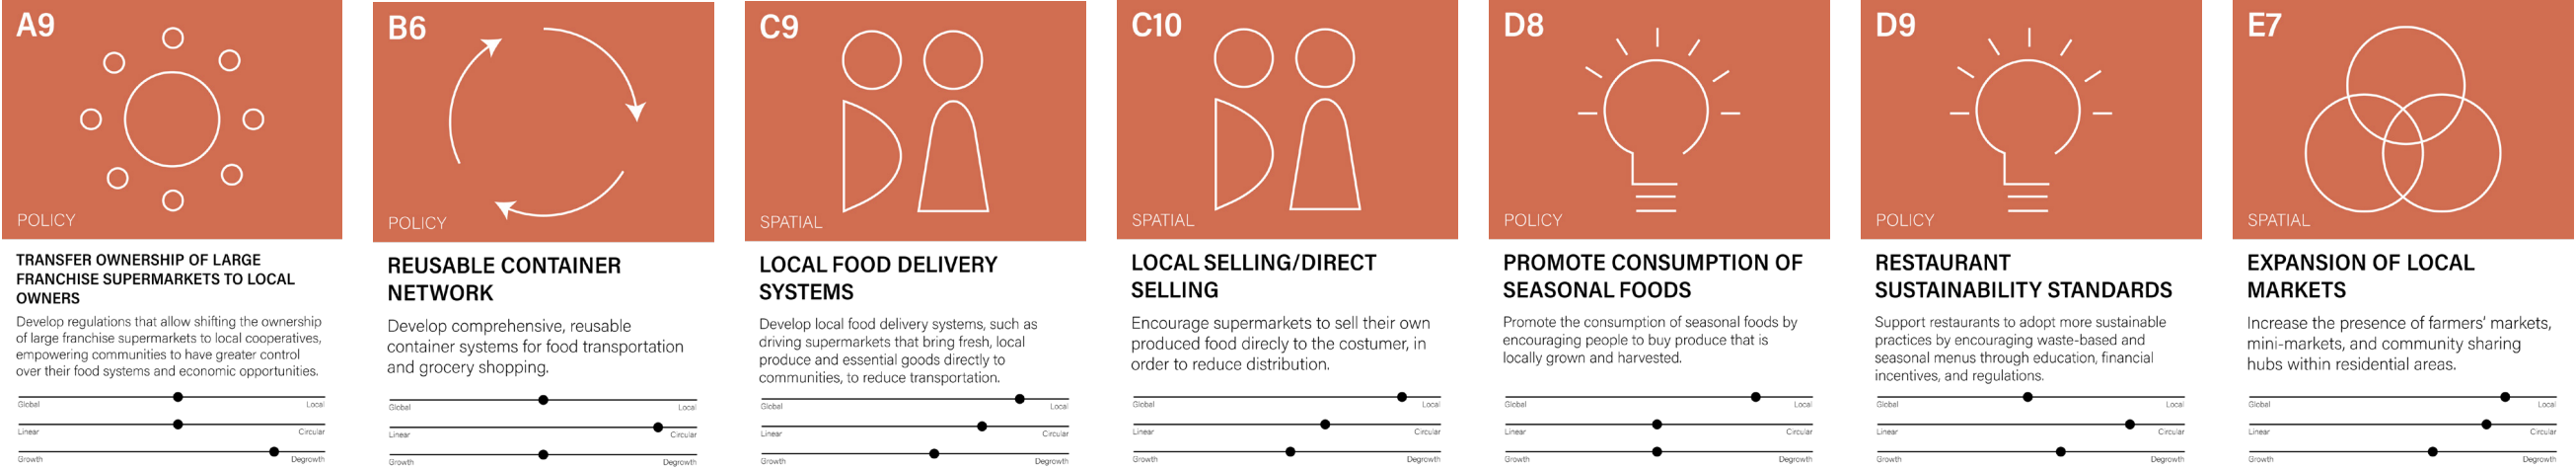 A9
POLICY
TRANSFER OWNERSHIP OF LARGE
FRANCHISE SUPERMARKETS TO LOCAL
OWNERS
Develop regulations that allow shifting the ownership
of large franchise supermarkets to local cooperatives,
empowering communities to have greater control
over their food systems and economic opportunities.
Global Local
Linear Circular
Growth Degrowth
B6
POLICY
REUSABLE CONTAINER
NETWORK
Develop comprehensive, reusable
container systems for food transportation
and grocery shopping.
Global Local
Linear Circular
Growth Degrowth
C9
SPATIAL
LOCAL FOOD DELIVERY
SYSTEMS
Develop local food delivery systems, such as
driving supermarkets that bring fresh, local
produce and essential goods directly to
communities, to reduce transportation.
Global Local
Linear Circular
Growth Degrowth
C10
SPATIAL
LOCAL SELLING/DIRECT
SELLING
Encourage supermarkets to sell their own
produced food direcly to the costumer, in
order to reduce distribution.
Global Local
Linear Circular
Growth Degrowth
D8
POLICY
PROMOTE CONSUMPTION OF
SEASONAL FOODS
Promote the consumption of seasonal foods by
encouraging people to buy produce that is
locally grown and harvested.
Global Local
Linear Circular
Growth Degrowth
D9
POLICY
RESTAURANT
SUSTAINABILITY STANDARDS
Support restaurants to adopt more sustainable
practices by encouraging waste-based and
seasonal menus through education, financial
incentives, and regulations.
Global Local
Linear Circular
Growth Degrowth
E7
SPATIAL
EXPANSION OF LOCAL
MARKETS
Increase the presence of farmers' markets,
mini-markets, and community sharing
hubs within residential areas.
Global Local
Linear Circular
Growth Degrowth